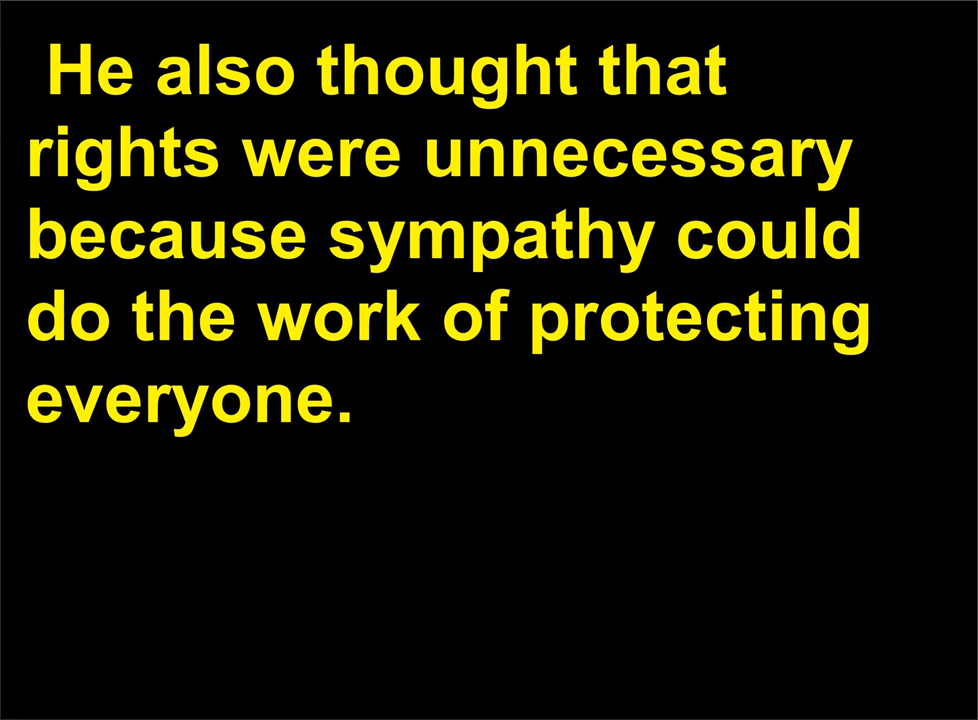 He also thought that
rights were unnecessary
because sympathy could
do the work of protecting
everyone.